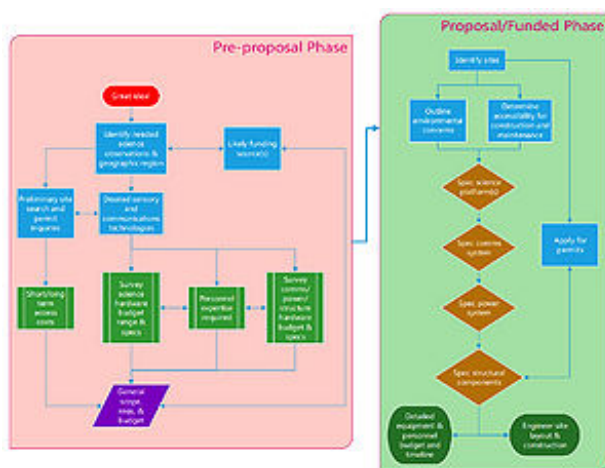 Pre-proposal Phase
Great idea!
Identify needed
science
observations &
geographic region
Likely funding
source(s)
Preliminary site
search and
permit inquiries
Detailed sensory
and
communications
technologies
Short/long
term
access
costs
Survey
science
hardware
budget
range &
specs
Personnel
expertise
required
Survey
comms/
power/
structure
hardware
budget &
specs
General
scope,
& budget
Proposal/Funded Phase
Identify sites
Outline
environmental
concerns
Determine
accessibility for
construction and
maintenance
Spec science
platform(s)
Spec comms
system
Apply for
permits
Spec power
system
Spec structural
components
Detailed
equipment &
personnel
budget and
timeline
Engineer site
layout &
construction